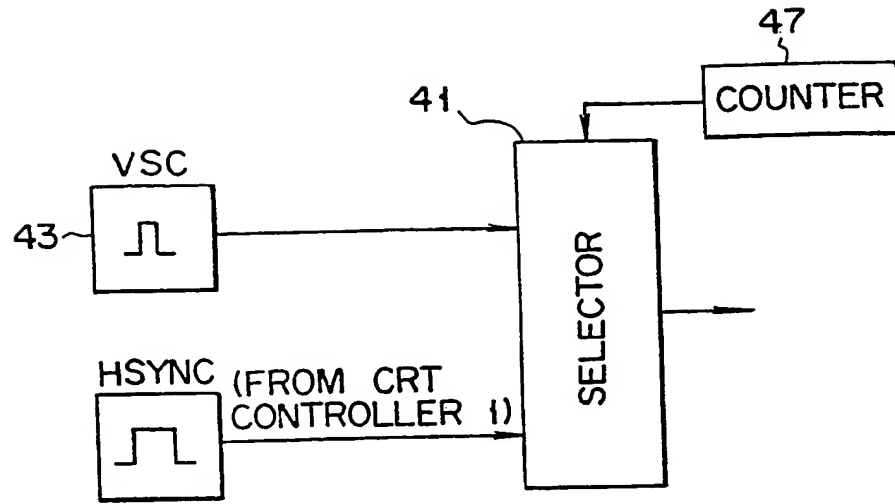 47
COUNTER
41
VSC
43
SELECTOR
HSYNC
(FROM CRT
CONTROLLER 1)